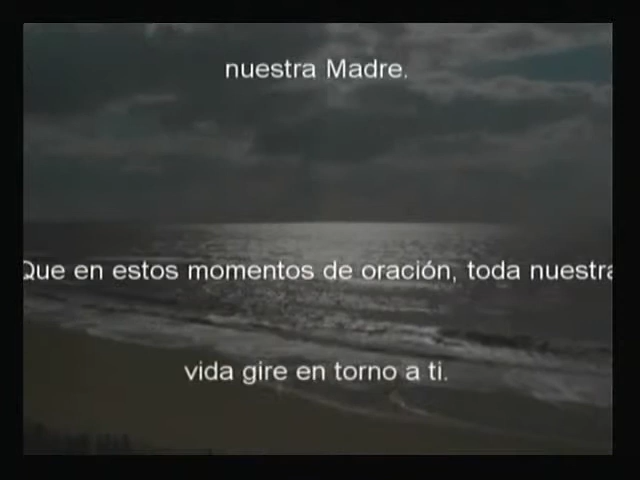 nuestra Madre.
Que en estos momentos de oración, toda nuestra
vida gire en torno a ti.